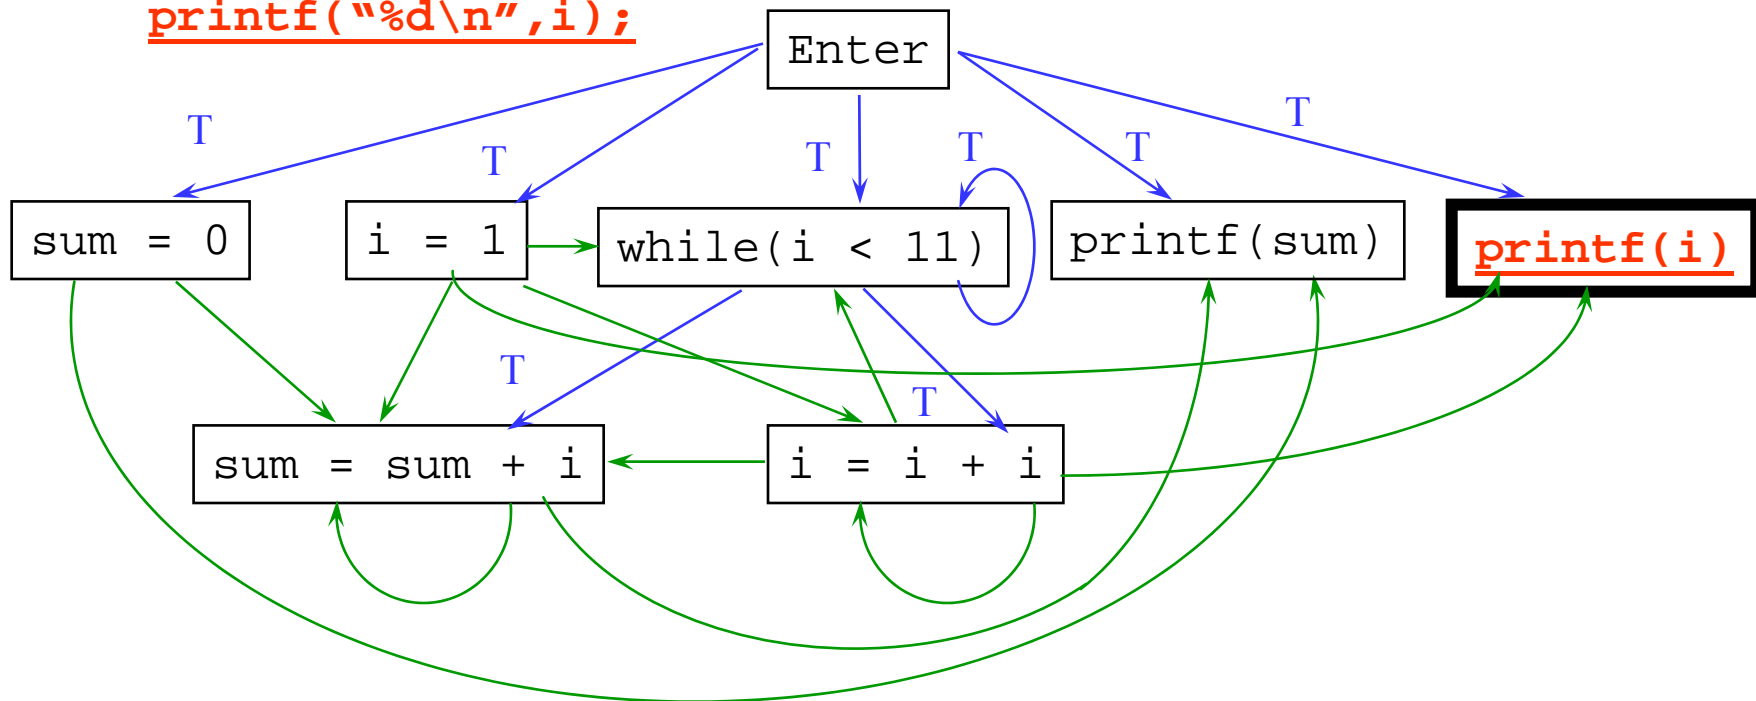 printf(“%d\n”,i);
Enter
T
T
T
T
T
T
sum = 0
i = 1
while(i < 11)
printf(sum)
printf(i)
T
T
sum = sum + i
i = i + i